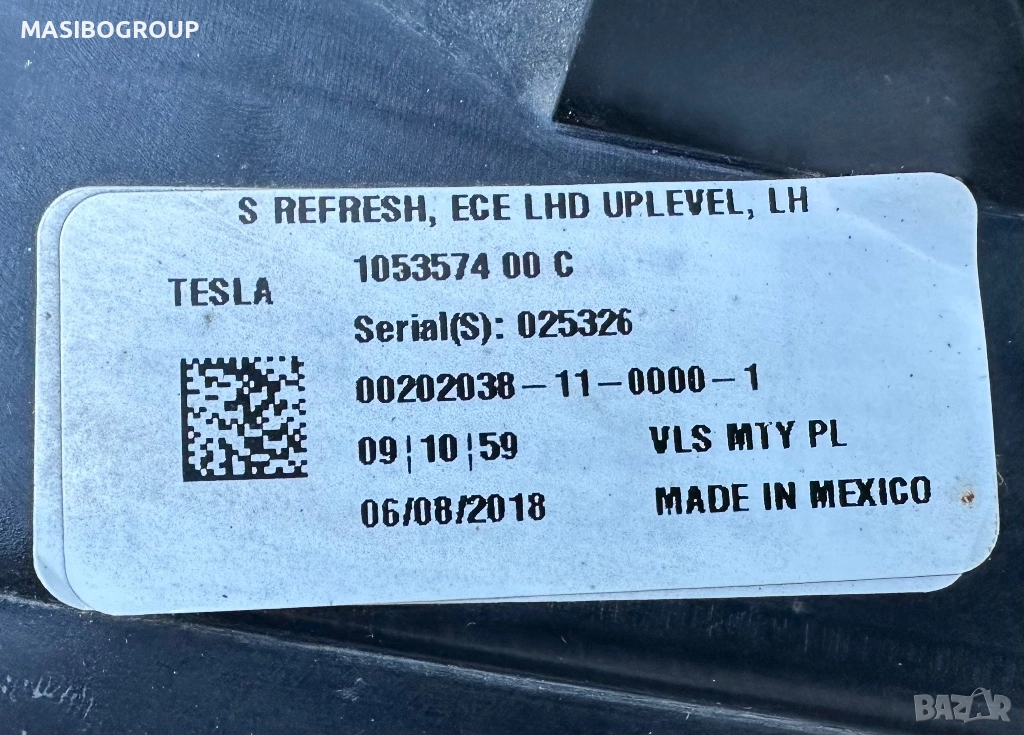 MASIBOGROUP
S REFRESH, ECE LHD UPLEVEL, LH
TESLA
1053574 00 C
Serial(S): 025326
00202038-11-0000-1
09¦10¦59
VLS MTY PL
06/08/2018
MADE IN MEXICO
BAZAR